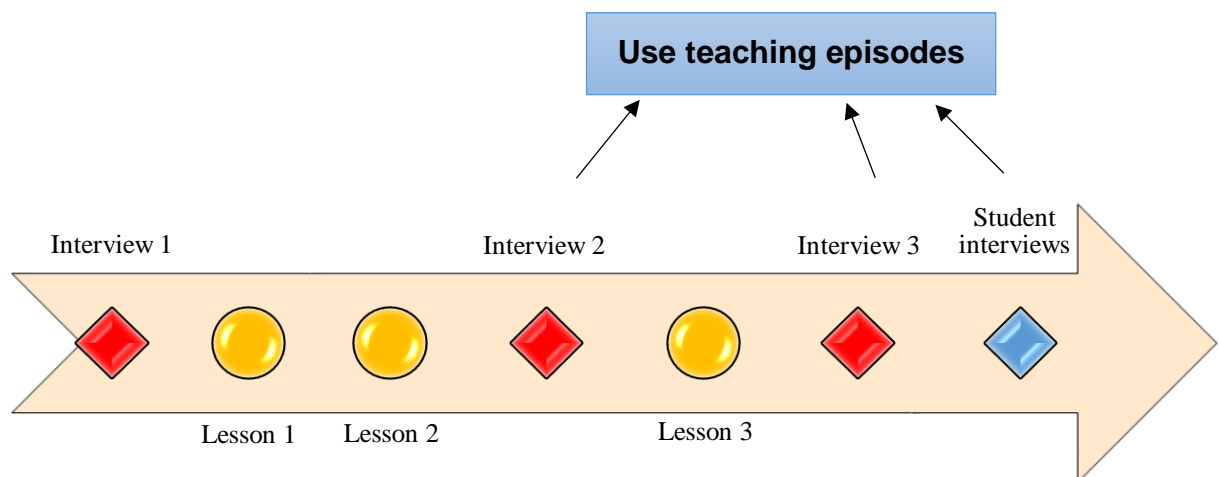 Use teaching episodes
Interview 1
Interview 2
Interview 3
Student
interviews
Lesson 1
Lesson 2
Lesson 3